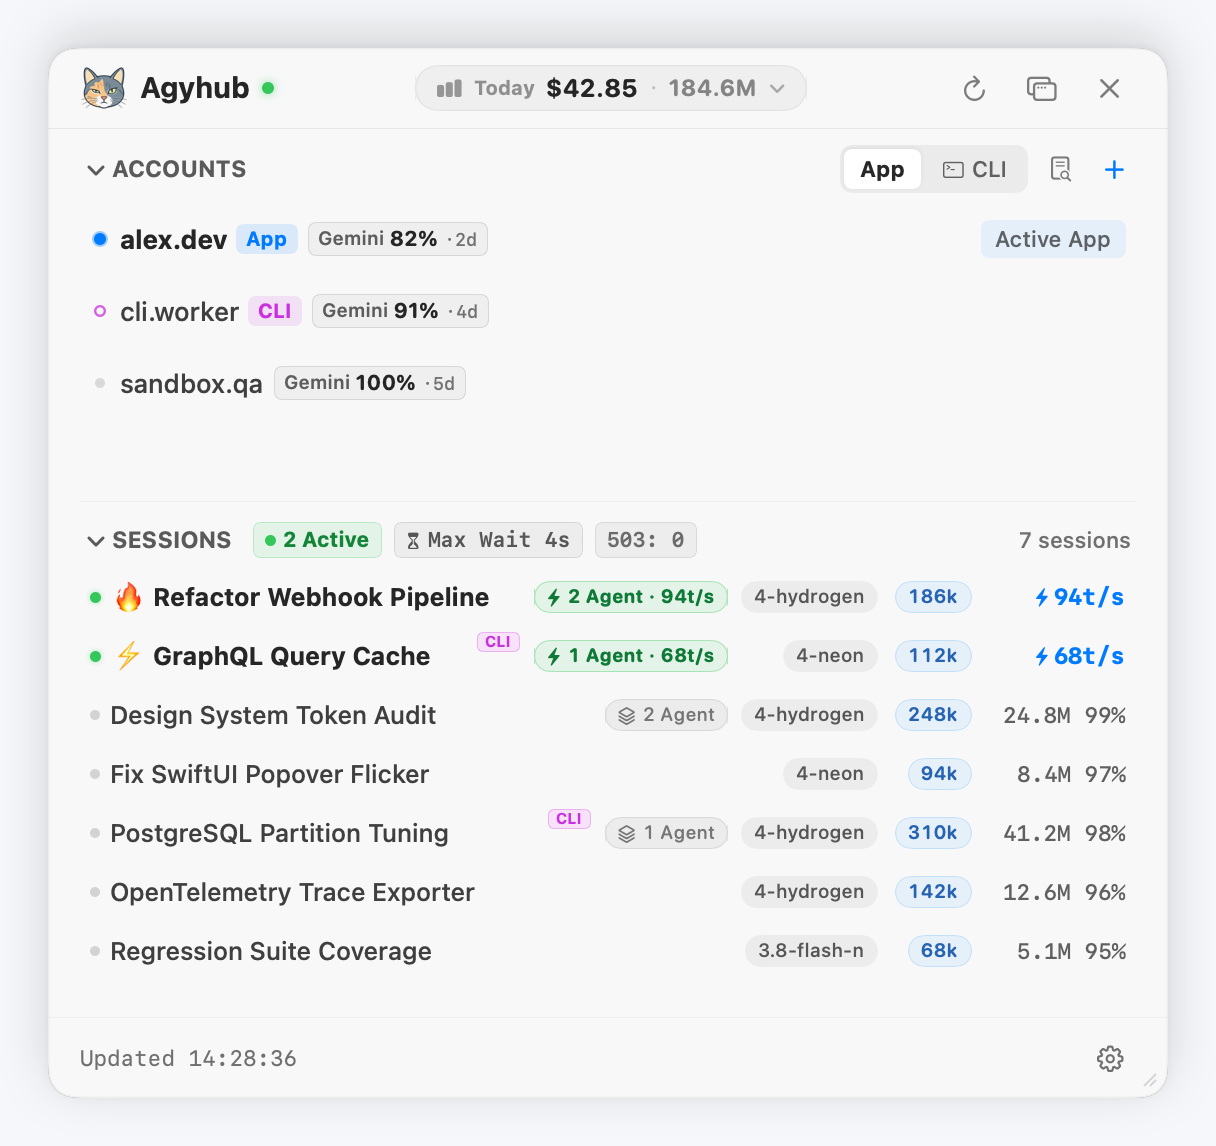 Agyhub Today $42.85 · 184.6M
ACCOUNTS App CLI
alex.dev App Gemini 82% · 2d Active App
cli.worker CLI Gemini 91% · 4d
sandbox.qa Gemini 100% · 5d
SESSIONS 2 Active Max Wait 4s 503: 0 7 sessions
Refactor Webhook Pipeline 2 Agent · 94t/s 4-hydrogen 186k 94t/s
GraphQL Query Cache CLI 1 Agent · 68t/s 4-neon 112k 68t/s
Design System Token Audit 2 Agent 4-hydrogen 248k 24.8M 99%
Fix SwiftUI Popover Flicker 4-neon 94k 8.4M 97%
PostgreSQL Partition Tuning CLI 1 Agent 4-hydrogen 310k 41.2M 98%
OpenTelemetry Trace Exporter 4-hydrogen 142k 12.6M 96%
Regression Suite Coverage 3.8-flash-n 68k 5.1M 95%
Updated 14:28:36